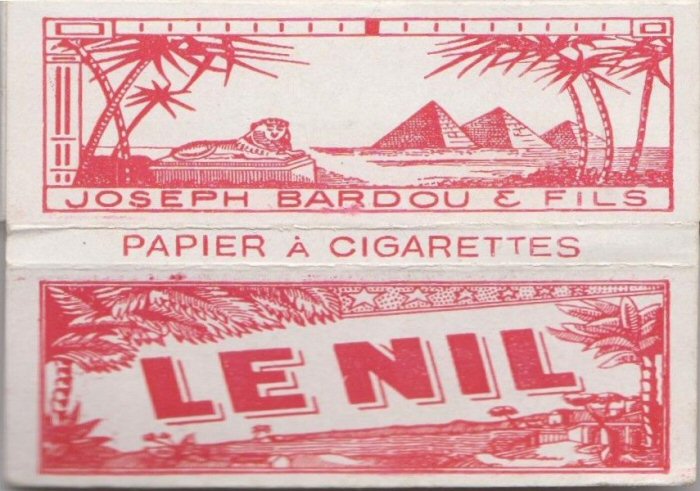 JOSEPH BARDOU & FILS
PAPIER À CIGARETTES
LE NIL